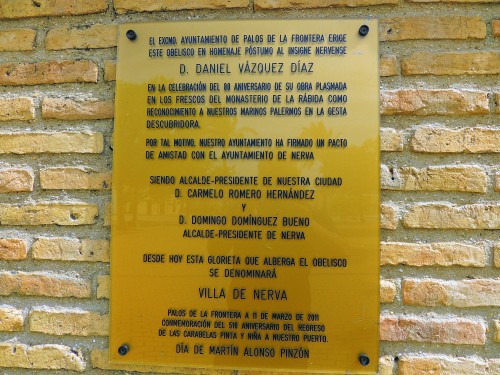 EL EXCMO. AYUNTAMIENTO DE PALOS DE LA FRONTERA ERIGE
ESTE OBELISCO EN HOMENAJE PÓSTUMO AL INSIGNE NERVENSE
D. DANIEL VÁZQUEZ DÍAZ
EN LA CELEBRACIÓN DEL 80 ANIVERSARIO DE SU OBRA PLASMADA
EN LOS FRESCOS DEL MONASTERIO DE LA RÁBIDA COMO
RECONOCIMIENTO A NUESTROS MARINOS PALERMOS EN LA GESTA
DESCUBRIDORA.
POR TAL MOTIVO, NUESTRO AYUNTAMIENTO HA FIRMADO UN PACTO
DE AMISTAD CON EL AYUNTAMIENTO DE NERVA
SIENDO ALCALDE-PRESIDENTE DE NUESTRA CIUDAD
D. CARMELO ROMERO HERNÁNDEZ
Y
D. DOMINGO DOMÍNGUEZ BUENO
ALCALDE-PRESIDENTE DE NERVA
DESDE HOY ESTA GLORIETA QUE ALBERGA EL OBELISCO
SE DENOMINARÁ
VILLA DE NERVA
PALOS DE LA FRONTERA A 11 DE MARZO DE 2011
CONMEMORACIÓN DEL 518 ANIVERSARIO DEL REGRESO
DE LAS CARABELAS PINTA Y NIÑA A NUESTRO PUERTO.
DÍA DE MARTÍN ALONSO PINZÓN